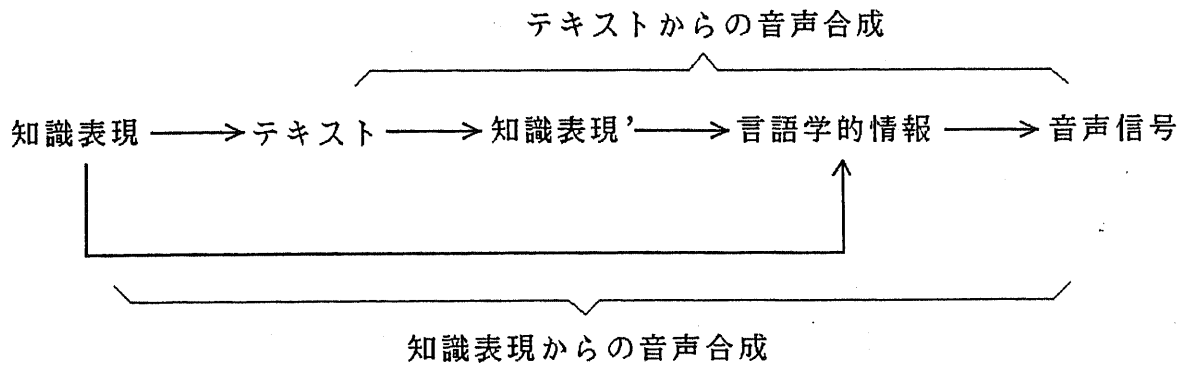 テキストからの音声合成
知識表現 → テキスト → 知識表現’ → 言語学的情報 → 音声信号
知識表現からの音声合成